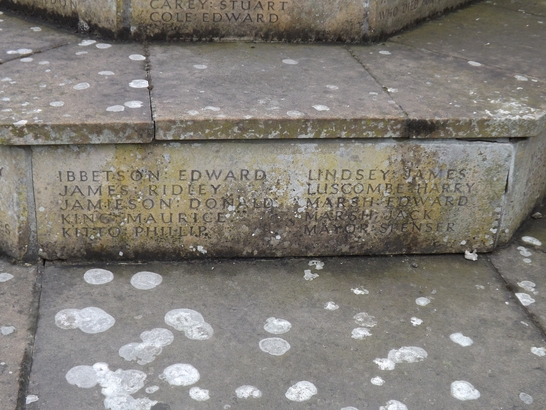 CAREY: STUART
COLE EDWARD
IBBETSON EDWARD
JAMES: RIDLEY
JAMIESON: DONALD
KING: MAURICE
KITTO PHILLIP
LINDSEY: JAMES
LUSCOMBE: HARRY
MARSH: EDWARD
MARSH: JACK
MAYOR SPENSER